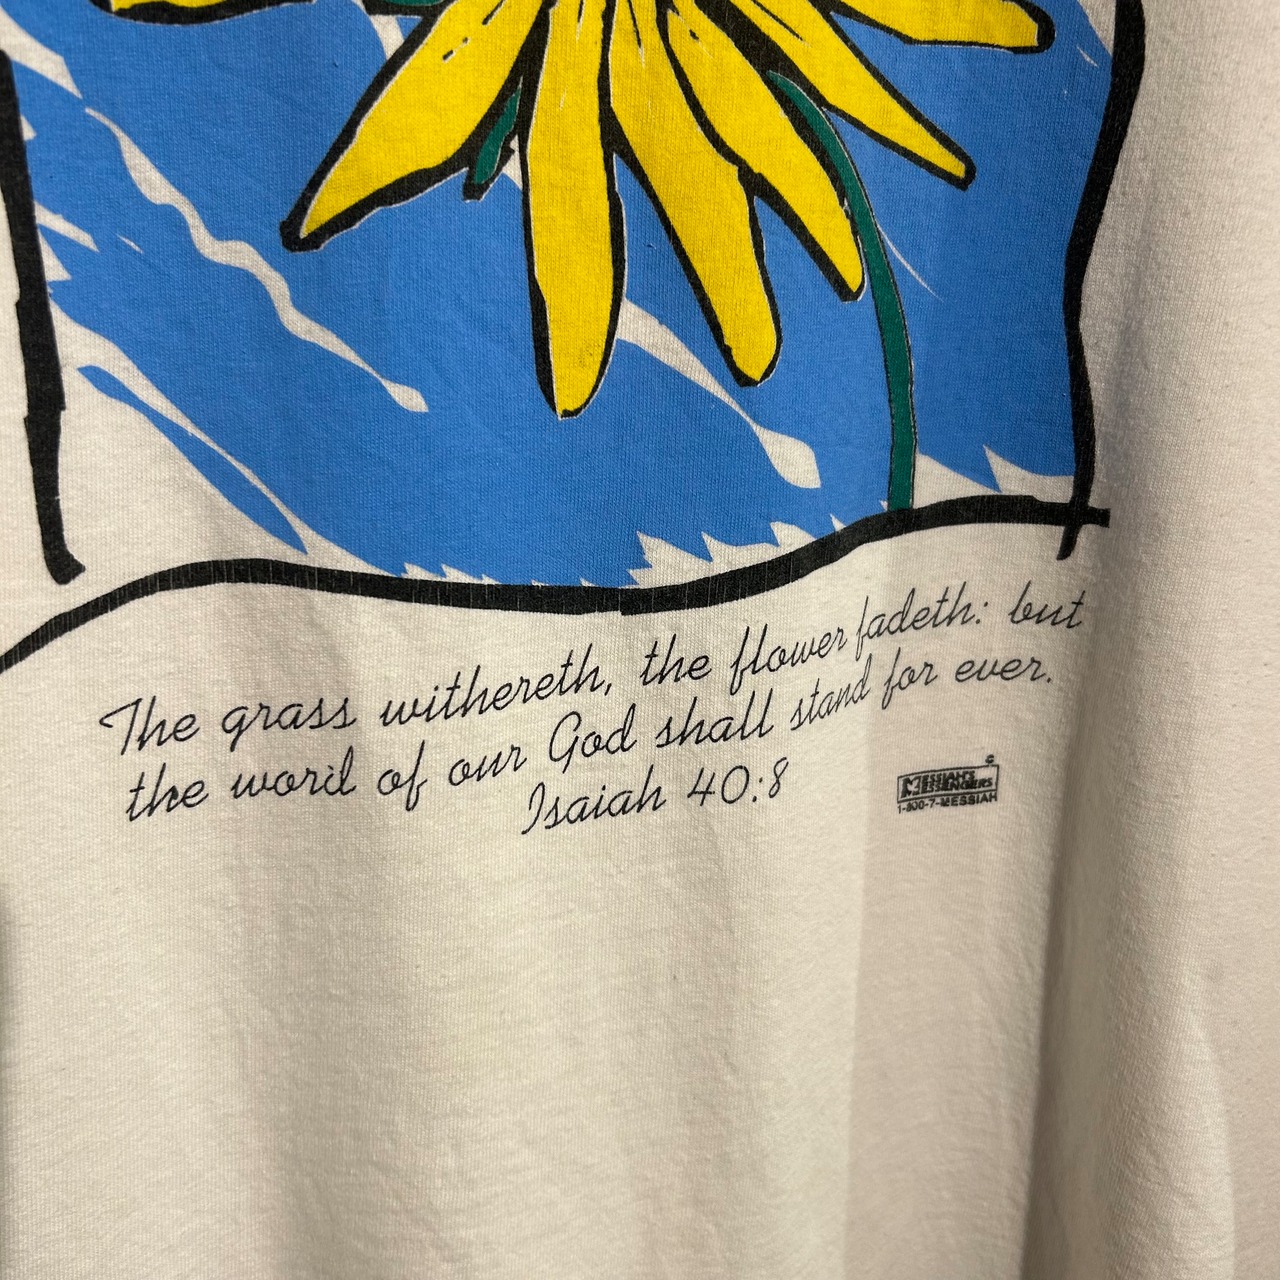 The grass withereth, the flower fadeth: but
the word of our God shall stand for ever.
Isaiah 40:8
MESSIAH'S
MESSENGERS
1-800-7-MESSIAH